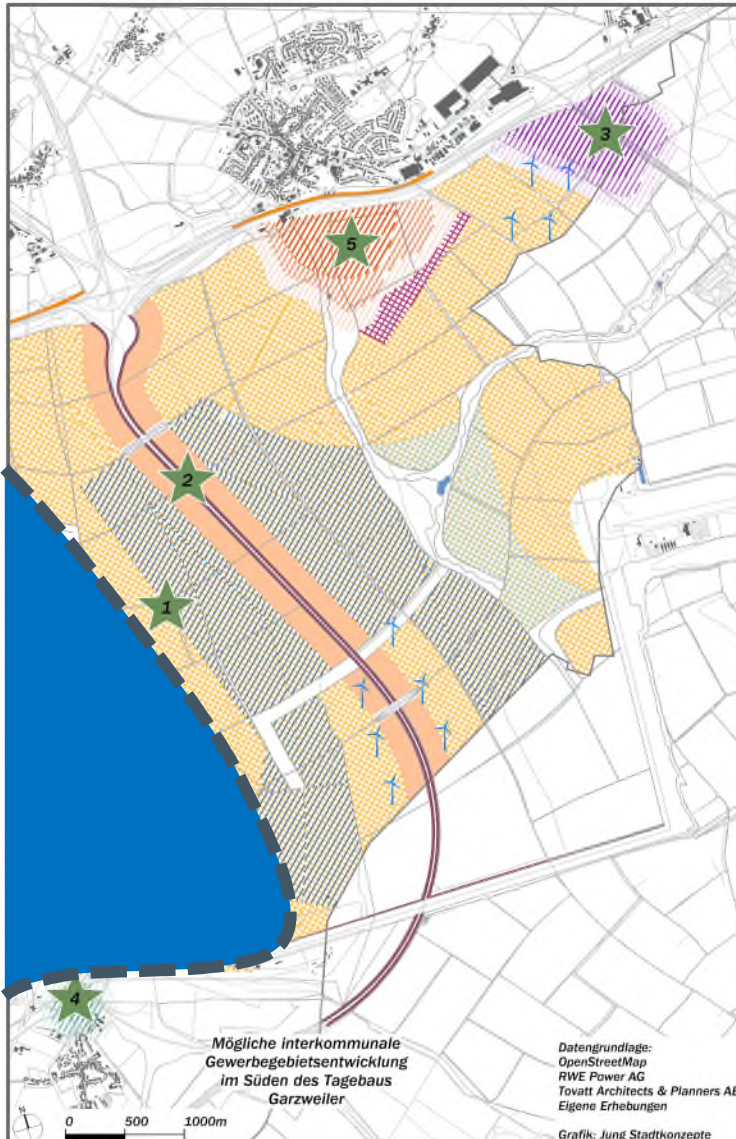 3
5
2
1
4
Mögliche interkommunale
Gewerbegebietsentwicklung
im Süden des Tagebaus
Garzweiler
Datengrundlage:
OpenStreetMap
RWE Power AG
Tovatt Architects & Planners AB
Eigene Erhebungen
Grafik: Jung Stadtkonzepte
N
0 500 1000m